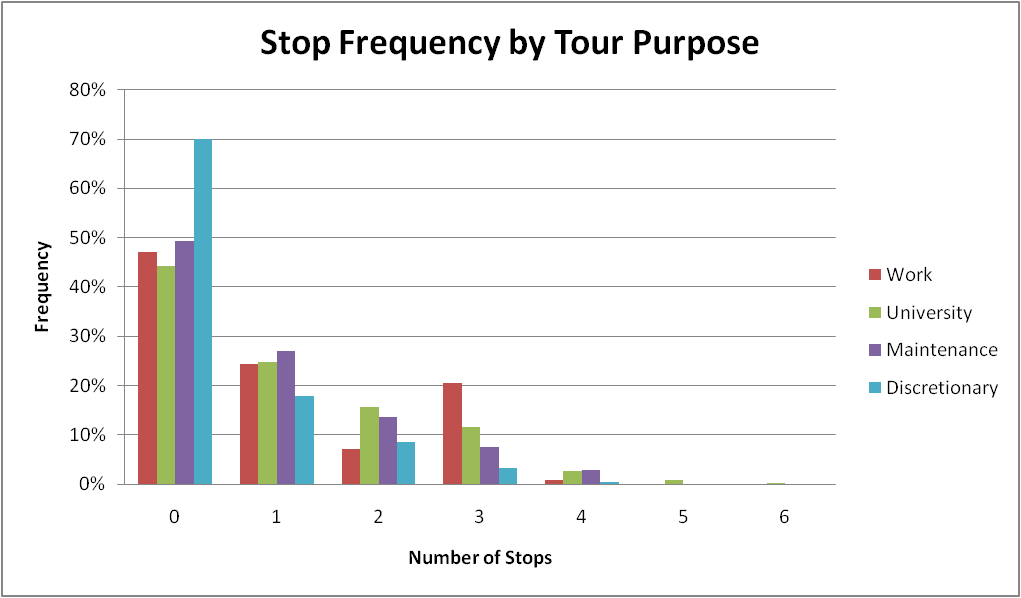 Stop Frequency by Tour Purpose
80%
70%
60%
50%
40%
30%
20%
10%
0%
Frequency
0 1 2 3 4 5 6
Number of Stops
Work
University
Maintenance
Discretionary